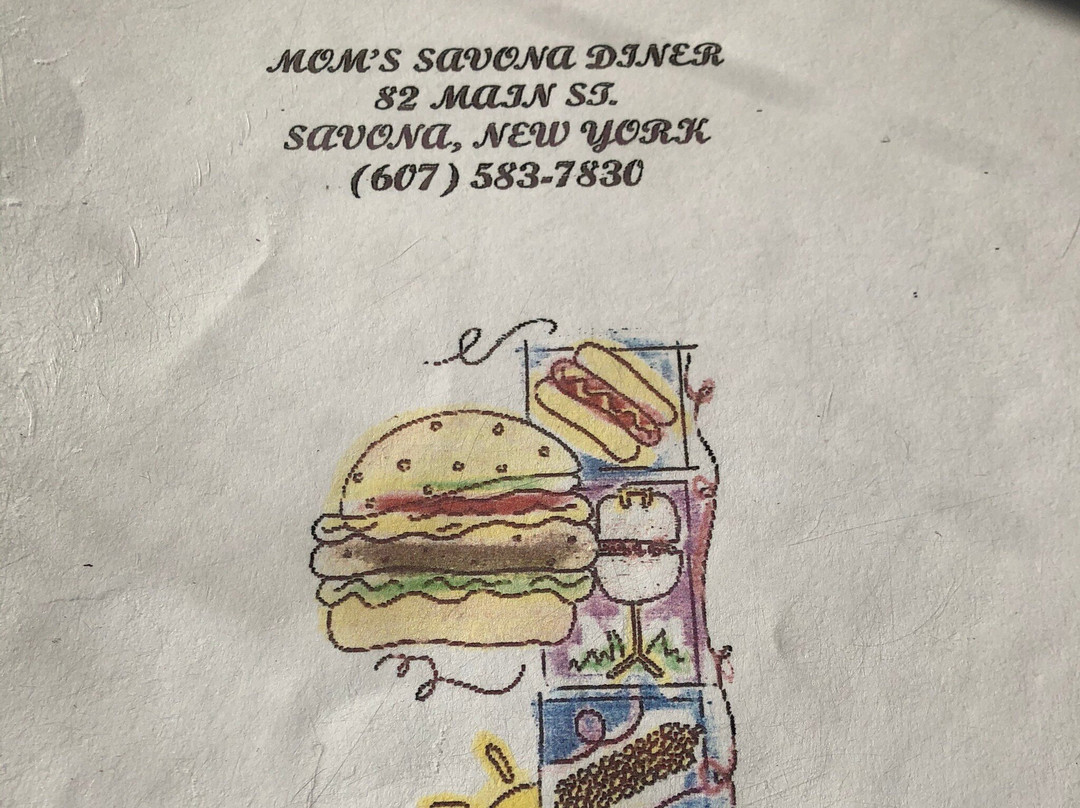 MOM'S SAVONA DINER
82 MAIN ST.
SAVONA, NEW YORK
(607) 583-7830